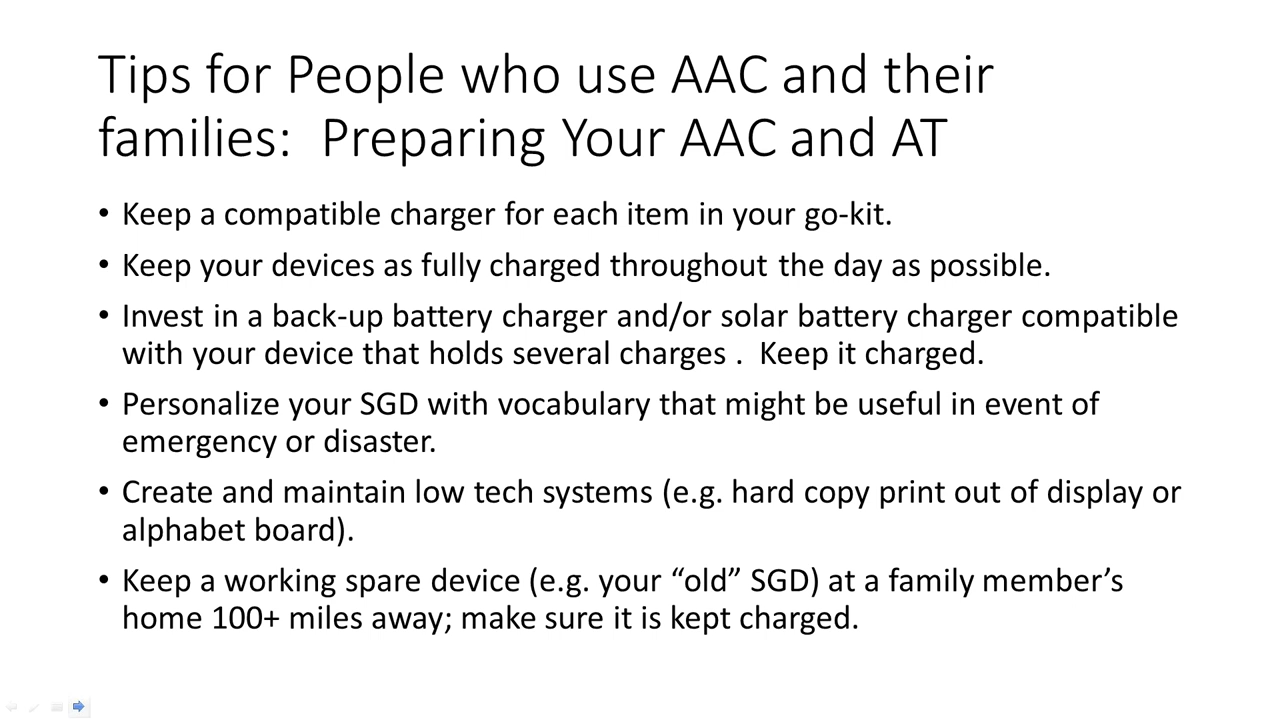 Tips for People who use AAC and their
families:  Preparing Your AAC and AT
• Keep a compatible charger for each item in your go-kit.
• Keep your devices as fully charged throughout the day as possible.
• Invest in a back-up battery charger and/or solar battery charger compatible
with your device that holds several charges .  Keep it charged.
• Personalize your SGD with vocabulary that might be useful in event of
emergency or disaster.
• Create and maintain low tech systems (e.g. hard copy print out of display or
alphabet board).
• Keep a working spare device (e.g. your “old” SGD) at a family member’s
home 100+ miles away; make sure it is kept charged.